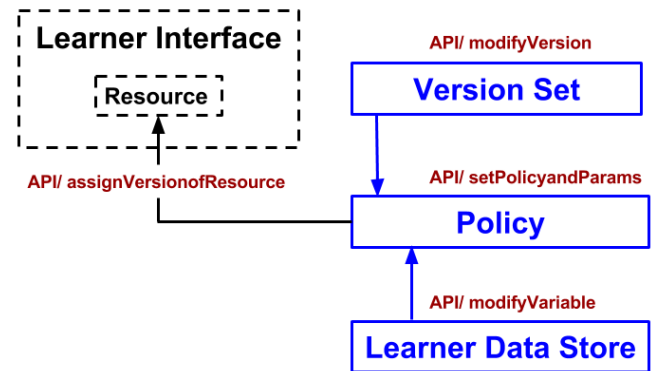 Learner Interface
Resource
API/ assignVersionofResource
API/ modifyVersion
Version Set
API/ setPolicyandParams
Policy
API/ modifyVariable
Learner Data Store